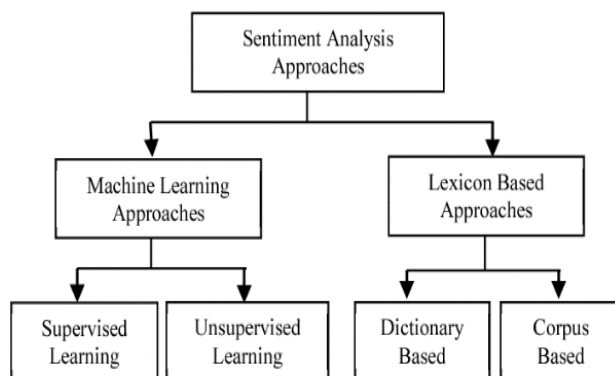 Sentiment Analysis
Approaches
Machine Learning
Approaches
Lexicon Based
Approaches
Supervised
Learning
Unsupervised
Learning
Dictionary
Based
Corpus
Based